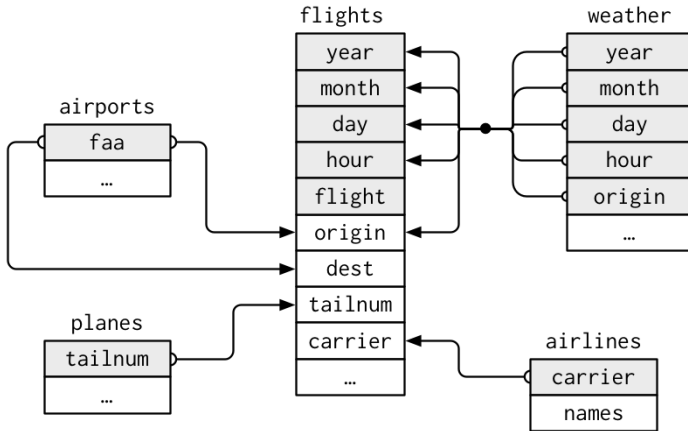 flights
year
month
day
hour
flight
origin
dest
tailnum
carrier
…
weather
year
month
day
hour
origin
…
airports
faa
…
planes
tailnum
…
airlines
carrier
names